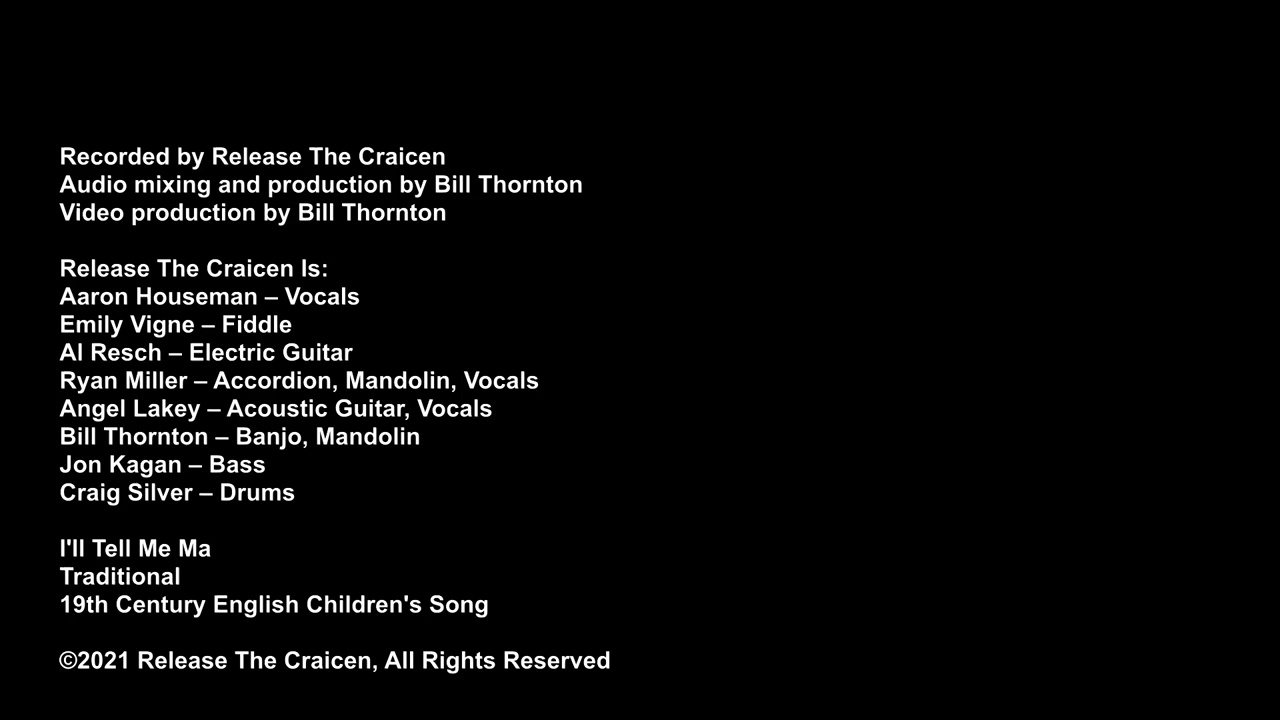 Recorded by Release The Craicen
Audio mixing and production by Bill Thornton
Video production by Bill Thornton
Release The Craicen Is:
Aaron Houseman – Vocals
Emily Vigne – Fiddle
Al Resch – Electric Guitar
Ryan Miller – Accordion, Mandolin, Vocals
Angel Lakey – Acoustic Guitar, Vocals
Bill Thornton – Banjo, Mandolin
Jon Kagan – Bass
Craig Silver – Drums
I'll Tell Me Ma
Traditional
19th Century English Children's Song
©2021 Release The Craicen, All Rights Reserved